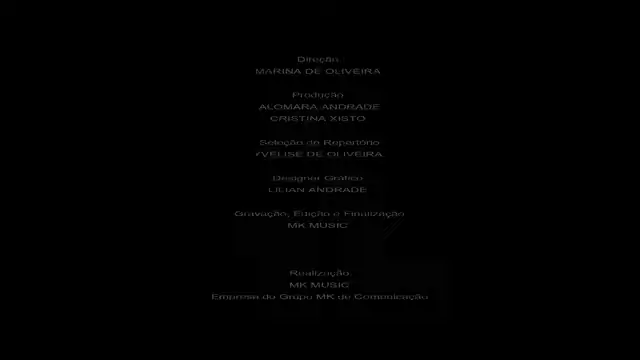 Direção
MARINA DE OLIVEIRA
Produção
ALOMARA ANDRADE
CRISTINA XISTO
Seleção de Repertório
YVELISE DE OLIVEIRA
Designer Gráfico
LILIAN ANDRADE
Gravação, Edição e Finalização
MK MUSIC
Realização
MK MUSIC
Empresa do Grupo MK de Comunicação